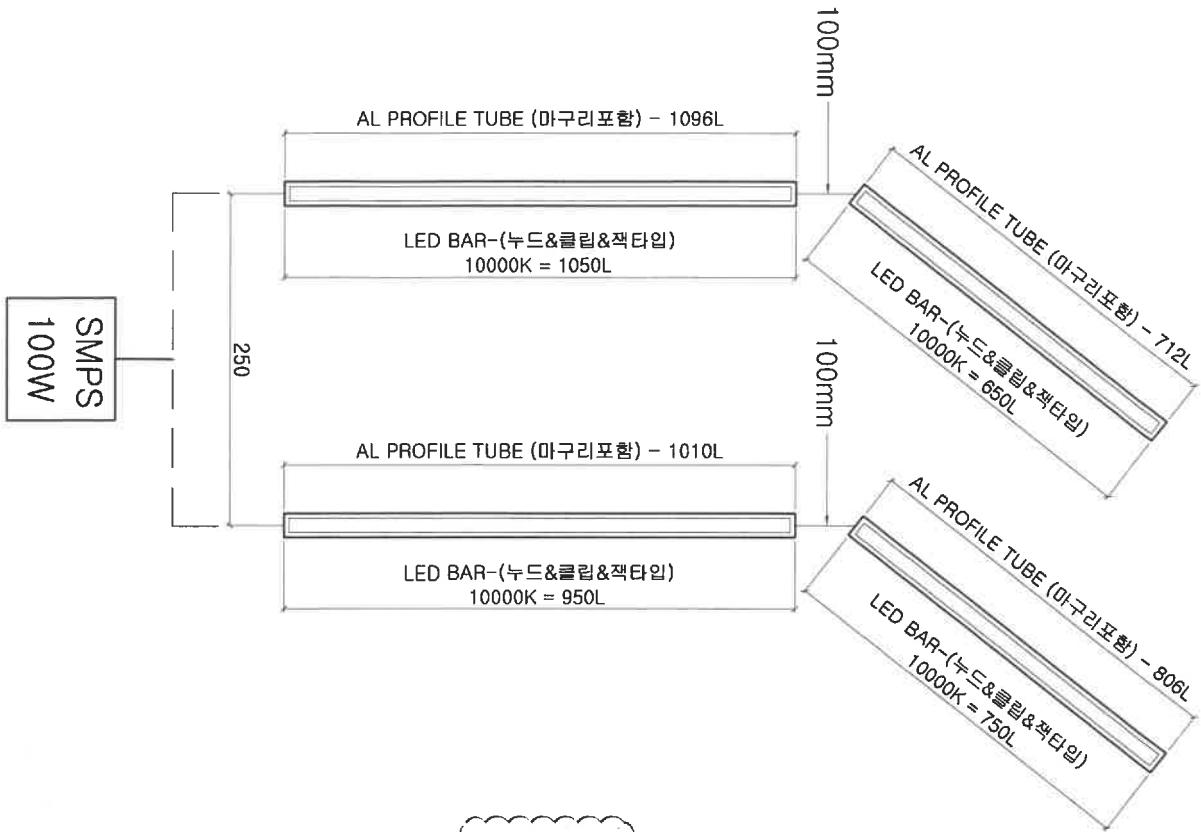 100mm
AL PROFILE TUBE (마구리포함) - 1096L
LED BAR-(누드&클립&잭타입)
10000K = 1050L
AL PROFILE TUBE (마구리포함) - 712L
LED BAR-(누드&클립&잭타입)
10000K = 650L
SMPS
100W
250
100mm
AL PROFILE TUBE (마구리포함) - 1010L
LED BAR-(누드&클립&잭타입)
10000K = 950L
AL PROFILE TUBE (마구리포함) - 806L
LED BAR-(누드&클립&잭타입)
10000K = 750L